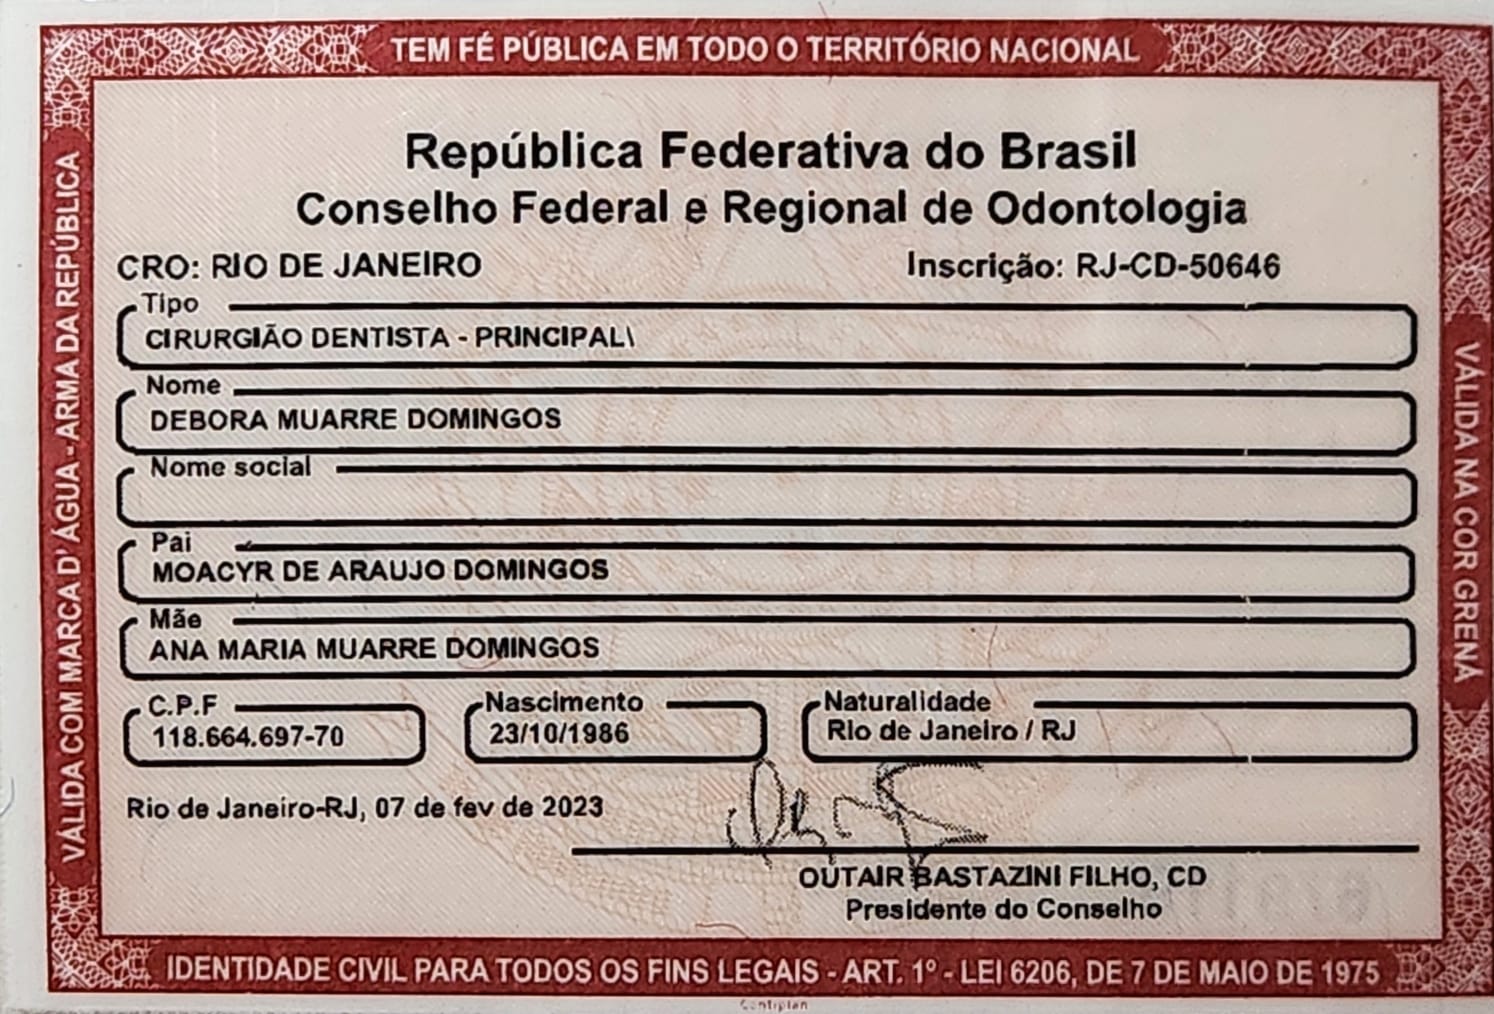 TEM FÉ PÚBLICA EM TODO O TERRITÓRIO NACIONAL
VÁLIDA COM MARCA D' ÁGUA - ARMA DA REPÚBLICA
República Federativa do Brasil
Conselho Federal e Regional de Odontologia
CRO: RIO DE JANEIRO Inscrição: RJ-CD-50646
Tipo
CIRURGIÃO DENTISTA - PRINCIPAL\
Nome
DEBORA MUARRE DOMINGOS
Nome social
Pai
MOACYR DE ARAUJO DOMINGOS
Mãe
ANA MARIA MUARRE DOMINGOS
C.P.F Nascimento Naturalidade
118.664.697-70 23/10/1986 Rio de Janeiro / RJ
Rio de Janeiro-RJ, 07 de fev de 2023
OUTAIR BASTAZINI FILHO, CD
Presidente do Conselho
VÁLIDA NA COR GRENÁ
IDENTIDADE CIVIL PARA TODOS OS FINS LEGAIS - ART. 1º - LEI 6206, DE 7 DE MAIO DE 1975